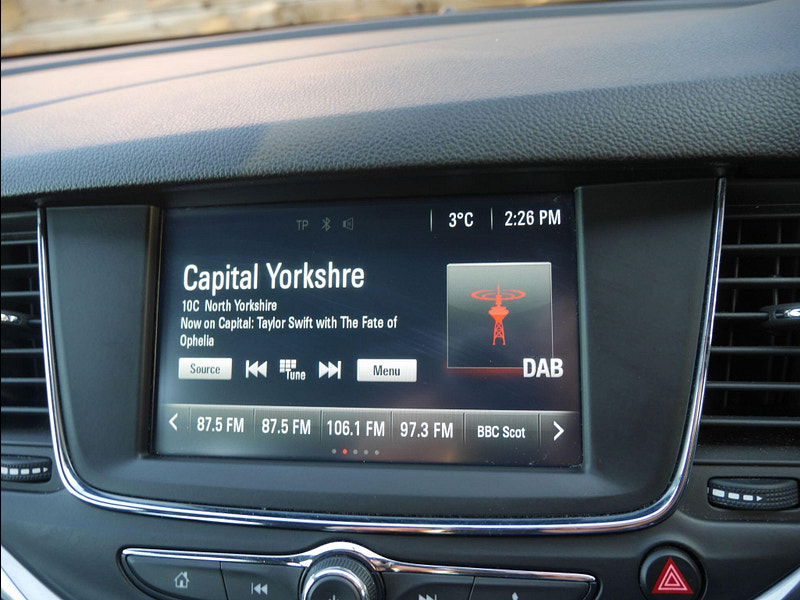 TP
3°C 2:26 PM
Capital Yorkshre
10C North Yorkshire
Now on Capital: Taylor Swift with The Fate of
Ophelia
Source Tune Menu
DAB
87.5 FM 87.5 FM 106.1 FM 97.3 FM BBC Scot